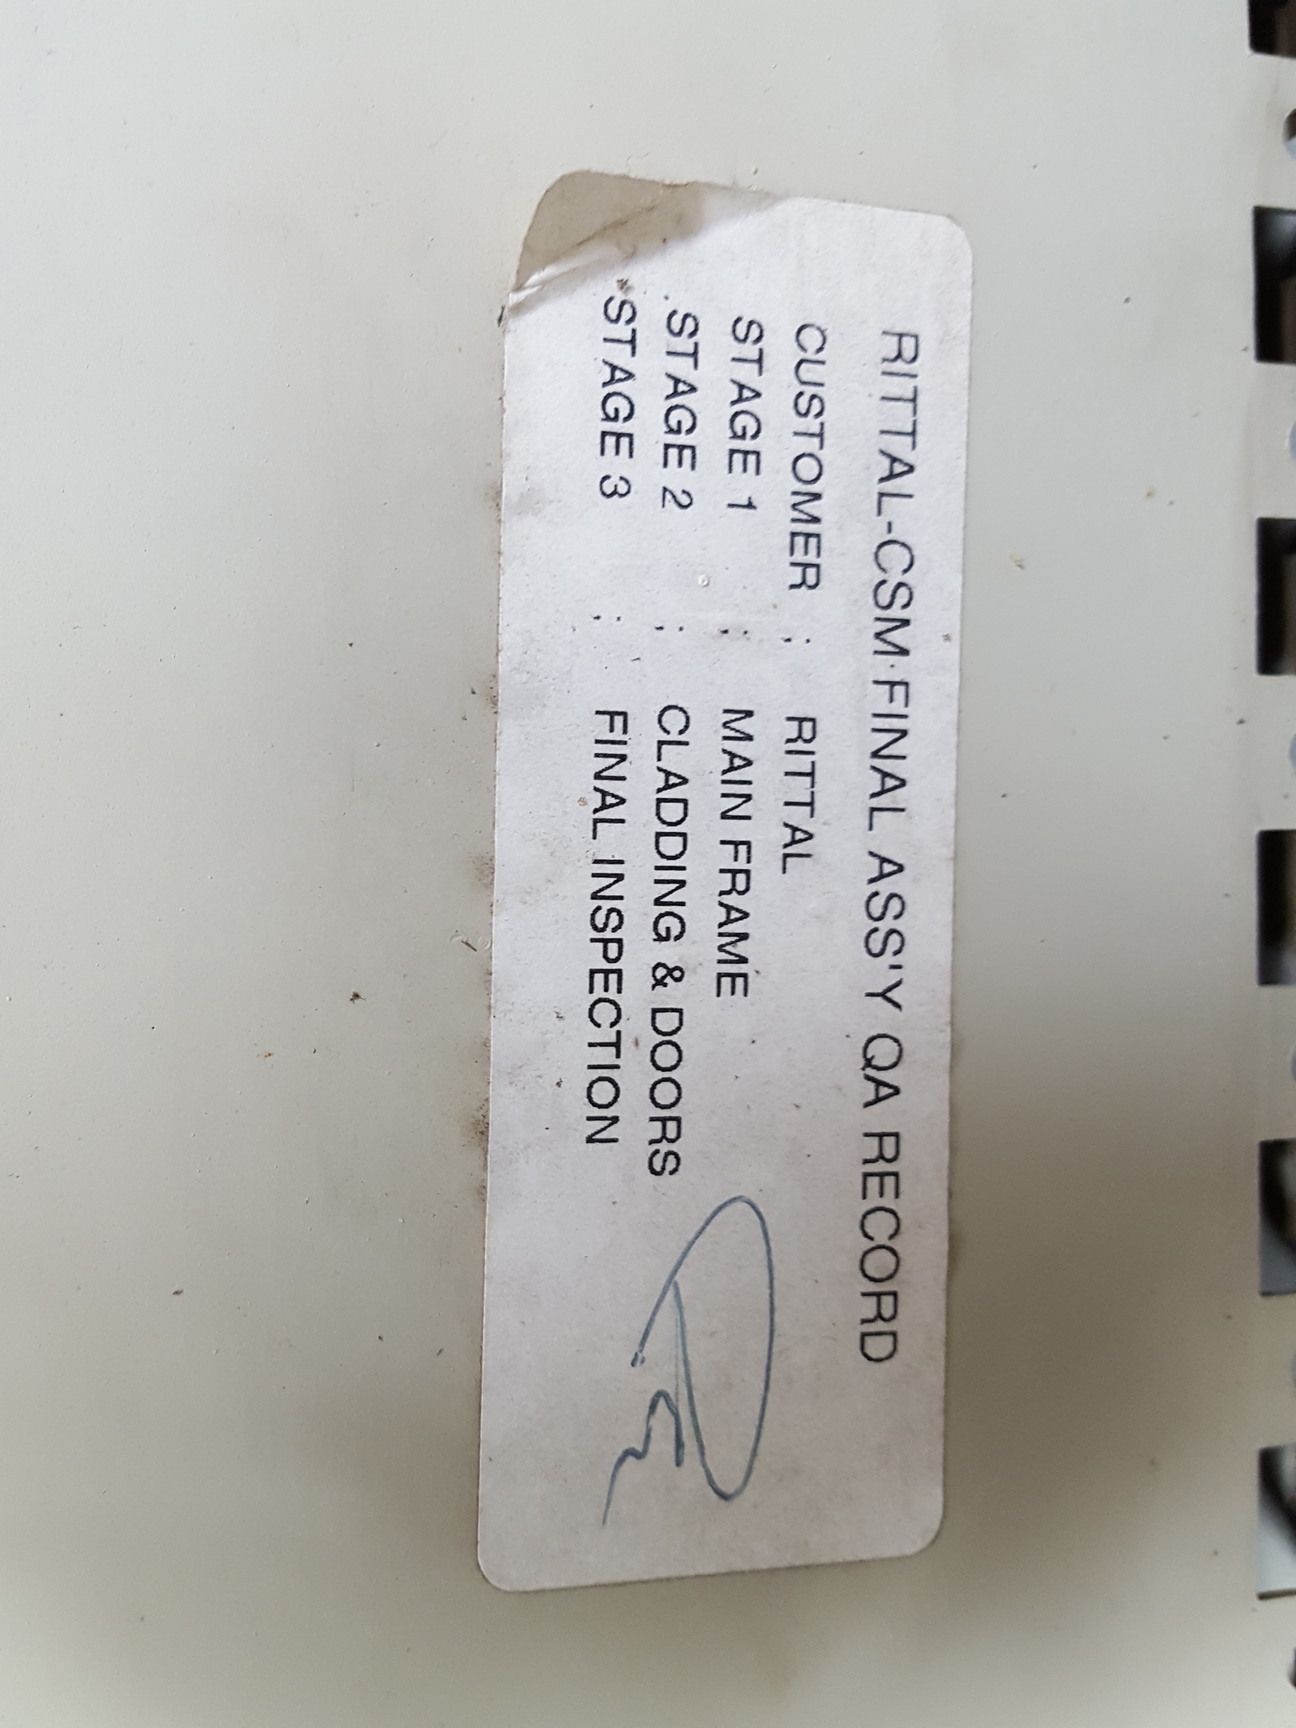 RITTAL-CSM FINAL ASS'Y QA RECORD
CUSTOMER : RITTAL
STAGE 1 : MAIN FRAME
STAGE 2 : CLADDING & DOORS
STAGE 3 : FINAL INSPECTION